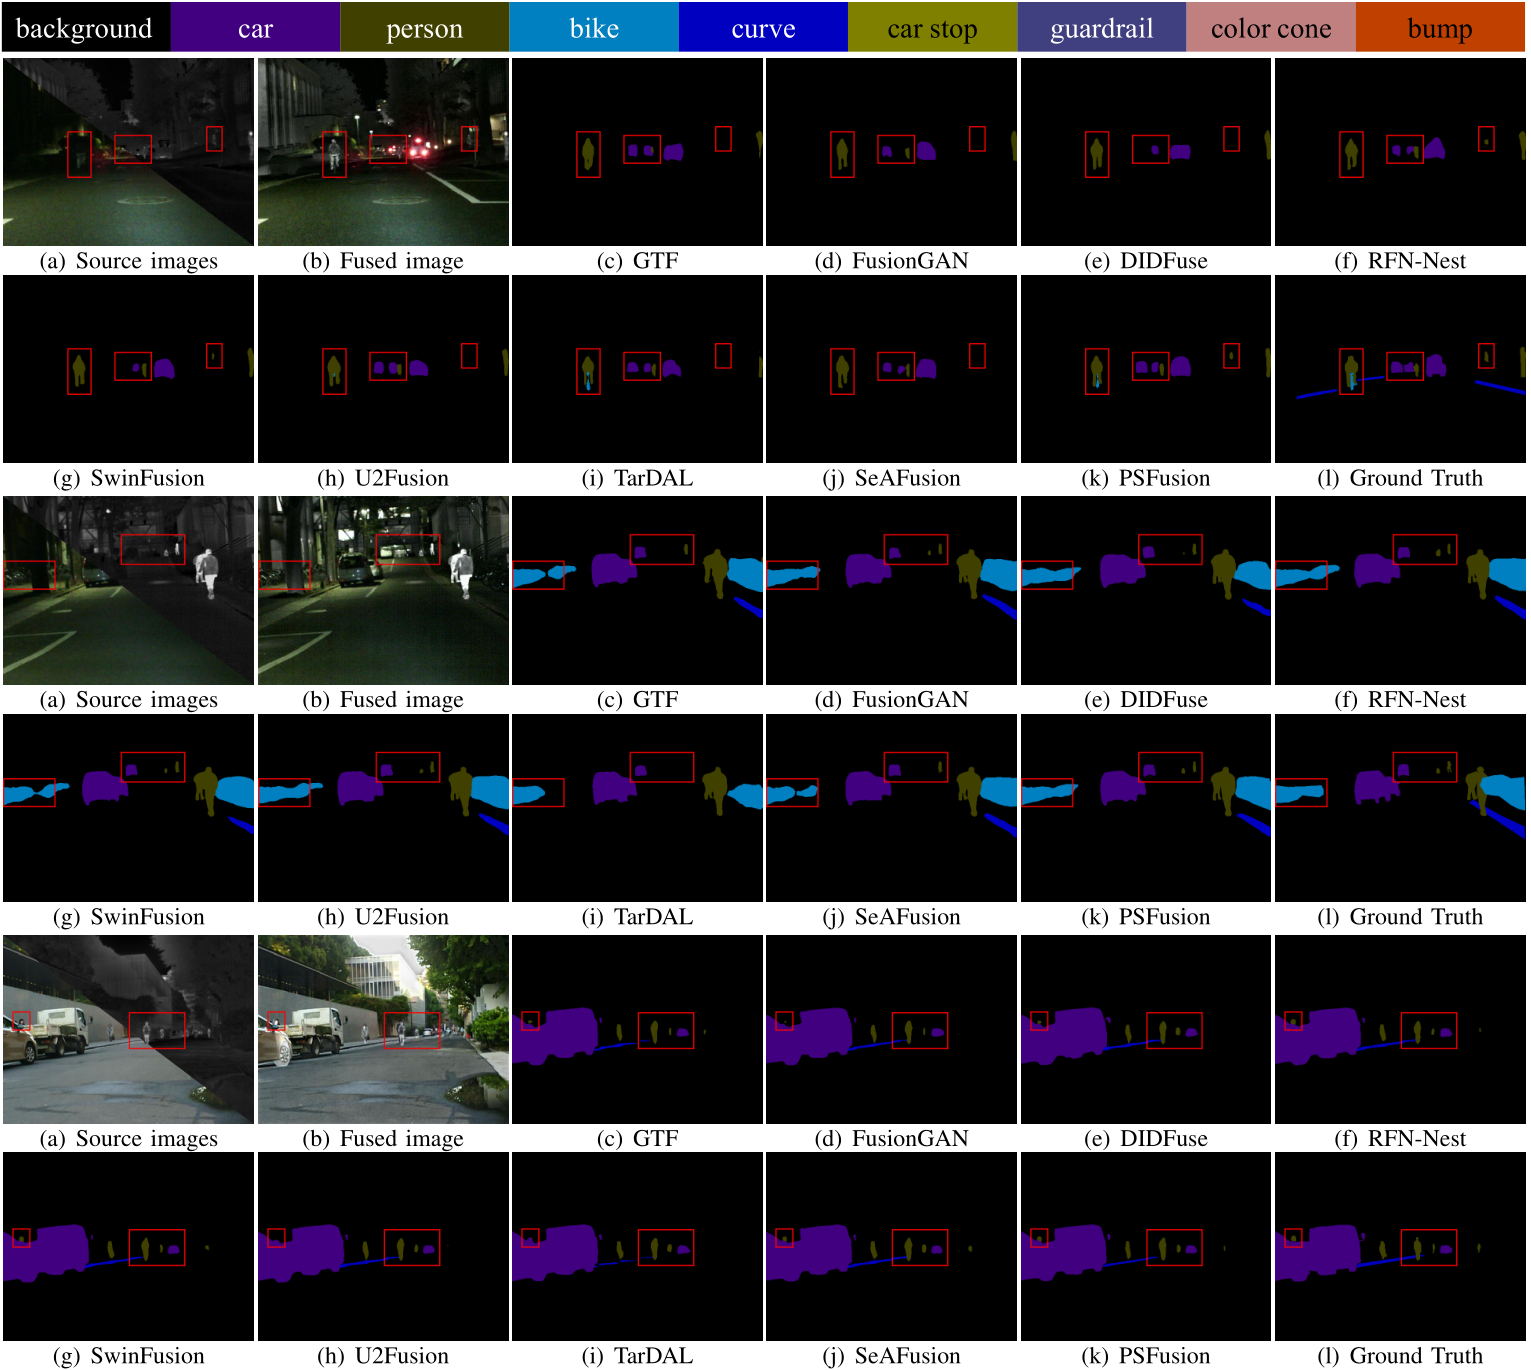 background car person bike curve car stop guardrail color cone bump
(a) Source images (b) Fused image (c) GTF (d) FusionGAN (e) DIDFuse (f) RFN-Nest
(g) SwinFusion (h) U2Fusion (i) TarDAL (j) SeAFusion (k) PSFusion (l) Ground Truth
(a) Source images (b) Fused image (c) GTF (d) FusionGAN (e) DIDFuse (f) RFN-Nest
(g) SwinFusion (h) U2Fusion (i) TarDAL (j) SeAFusion (k) PSFusion (l) Ground Truth
(a) Source images (b) Fused image (c) GTF (d) FusionGAN (e) DIDFuse (f) RFN-Nest
(g) SwinFusion (h) U2Fusion (i) TarDAL (j) SeAFusion (k) PSFusion (l) Ground Truth